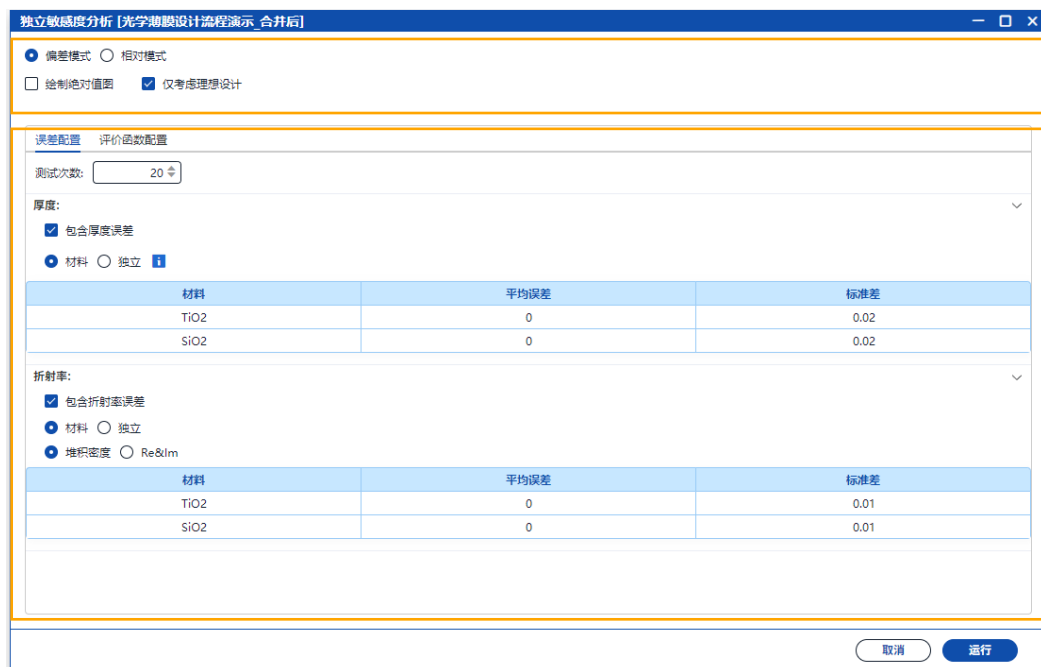 独立敏感度分析 [光学薄膜设计流程演示_合并后]
偏差模式 相对模式
绘制绝对值图 仅考虑理想设计
误差配置 评价函数配置
测试次数: 20
厚度:
包含厚度误差
材料 独立 i
材料 平均误差 标准差
TiO2 0 0.02
SiO2 0 0.02
折射率:
包含折射率误差
材料 独立
堆积密度 Re&Im
材料 平均误差 标准差
TiO2 0 0.01
SiO2 0 0.01
取消 运行